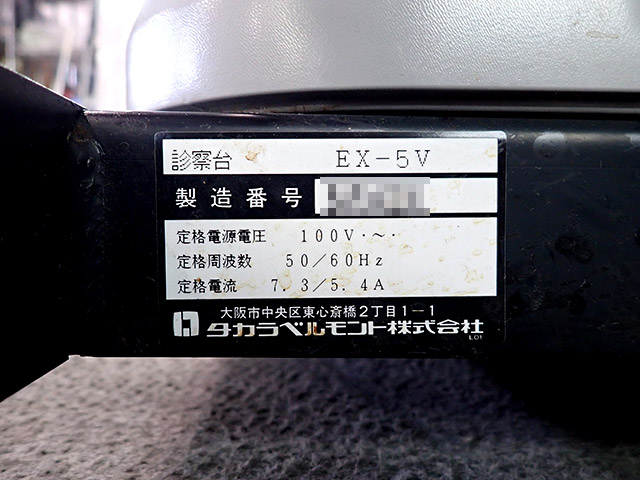 診察台 EX-5V
製造番号
定格電源電圧 100V・～・
定格周波数 50/60Hz
定格電流 7.3/5.4A
大阪市中央区東心斎橋2丁目1-1
タカラベルモント株式会社
L01